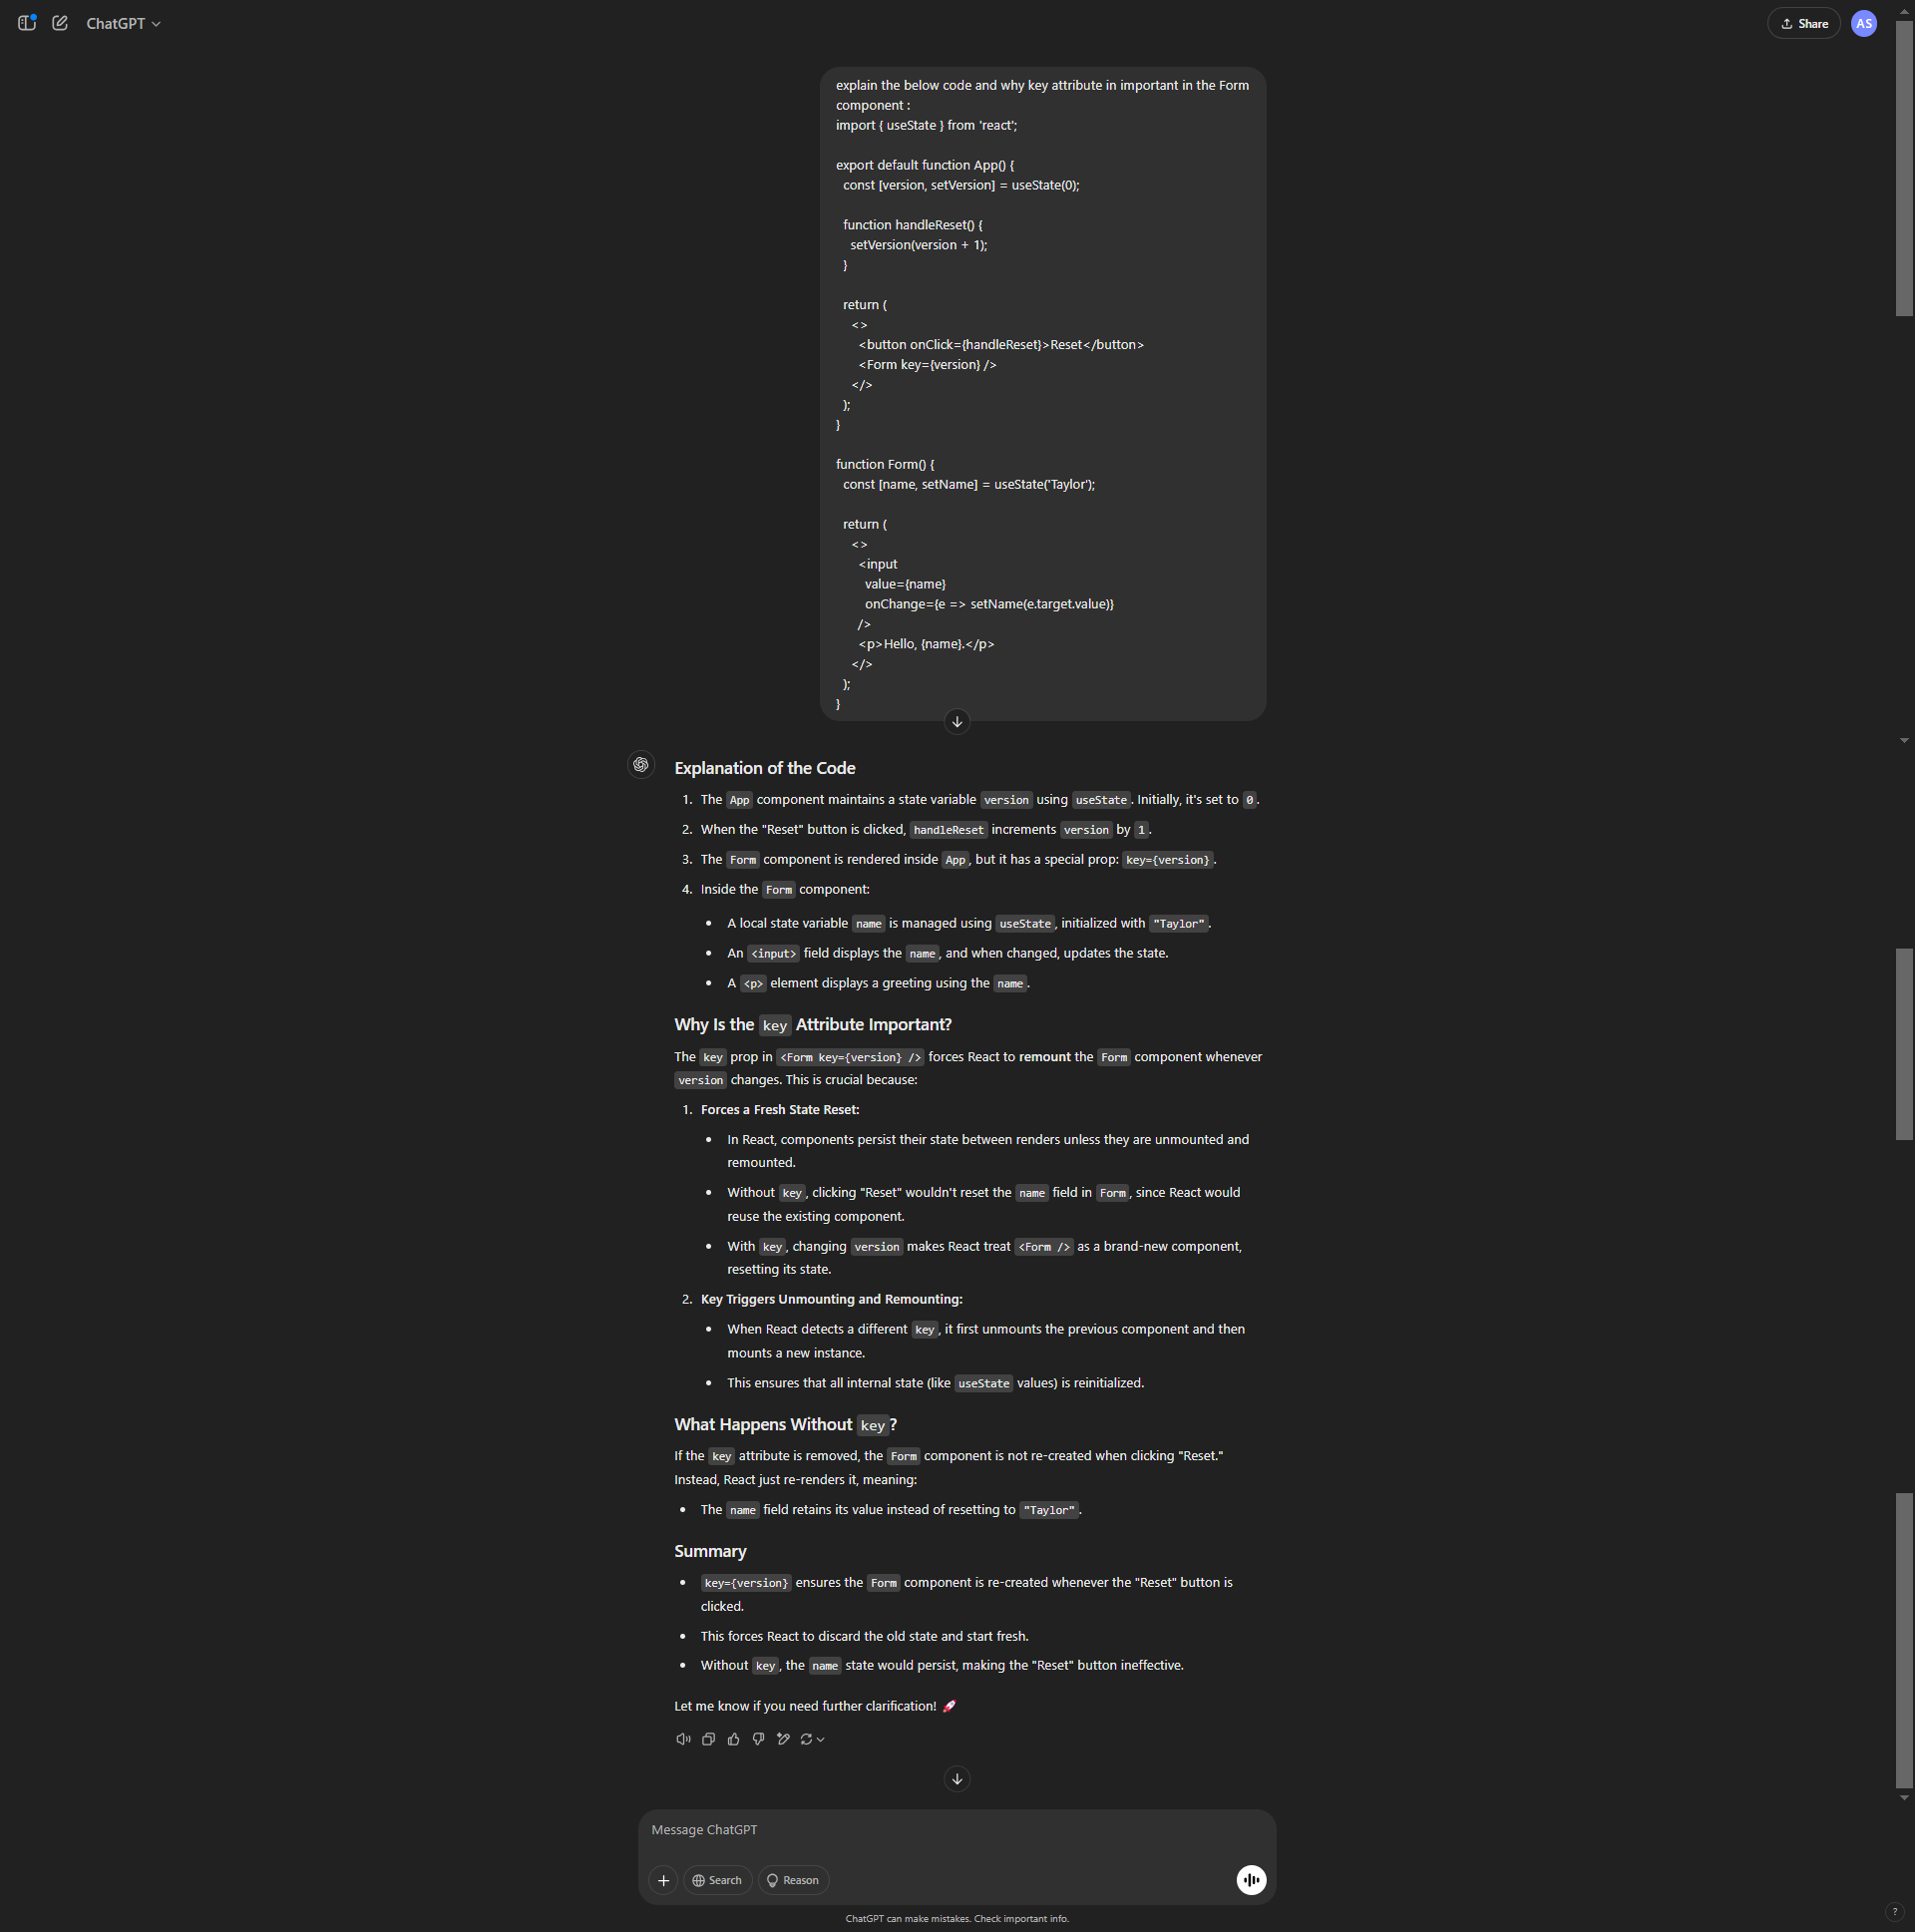 ChatGPT
Share
AS
explain the below code and why key attribute in important in the Form
component :
import { useState } from 'react';
export default function App() {
const [version, setVersion] = useState(0);
function handleReset() {
setVersion(version + 1);
}
return (
<>
<button onClick={handleReset}>Reset</button>
<Form key={version} />
</>
);
}
function Form() {
const [name, setName] = useState('Taylor');
return (
<>
<input
value={name}
onChange={e => setName(e.target.value)}
/>
<p>Hello, {name}.</p>
</>
);
}
Explanation of the Code
1. The App component maintains a state variable version using useState. Initially, it's set to 0.
2. When the "Reset" button is clicked, handleReset increments version by 1.
3. The Form component is rendered inside App, but it has a special prop: key={version}.
4. Inside the Form component:
• A local state variable name is managed using useState, initialized with "Taylor".
• An <input> field displays the name, and when changed, updates the state.
• A <p> element displays a greeting using the name.
Why Is the key Attribute Important?
The key prop in <Form key={version} /> forces React to remount the Form component whenever
version changes. This is crucial because:
1. Forces a Fresh State Reset:
• In React, components persist their state between renders unless they are unmounted and
remounted.
• Without key, clicking "Reset" wouldn't reset the name field in Form, since React would
reuse the existing component.
• With key, changing version makes React treat <Form /> as a brand-new component,
resetting its state.
2. Key Triggers Unmounting and Remounting:
• When React detects a different key, it first unmounts the previous component and then
mounts a new instance.
• This ensures that all internal state (like useState values) is reinitialized.
What Happens Without key?
If the key attribute is removed, the Form component is not re-created when clicking "Reset."
Instead, React just re-renders it, meaning:
• The name field retains its value instead of resetting to "Taylor".
Summary
• key={version} ensures the Form component is re-created whenever the "Reset" button is
clicked.
• This forces React to discard the old state and start fresh.
• Without key, the name state would persist, making the "Reset" button ineffective.
Let me know if you need further clarification! 🚀
Message ChatGPT
Search
Reason
ChatGPT can make mistakes. Check important info.
?